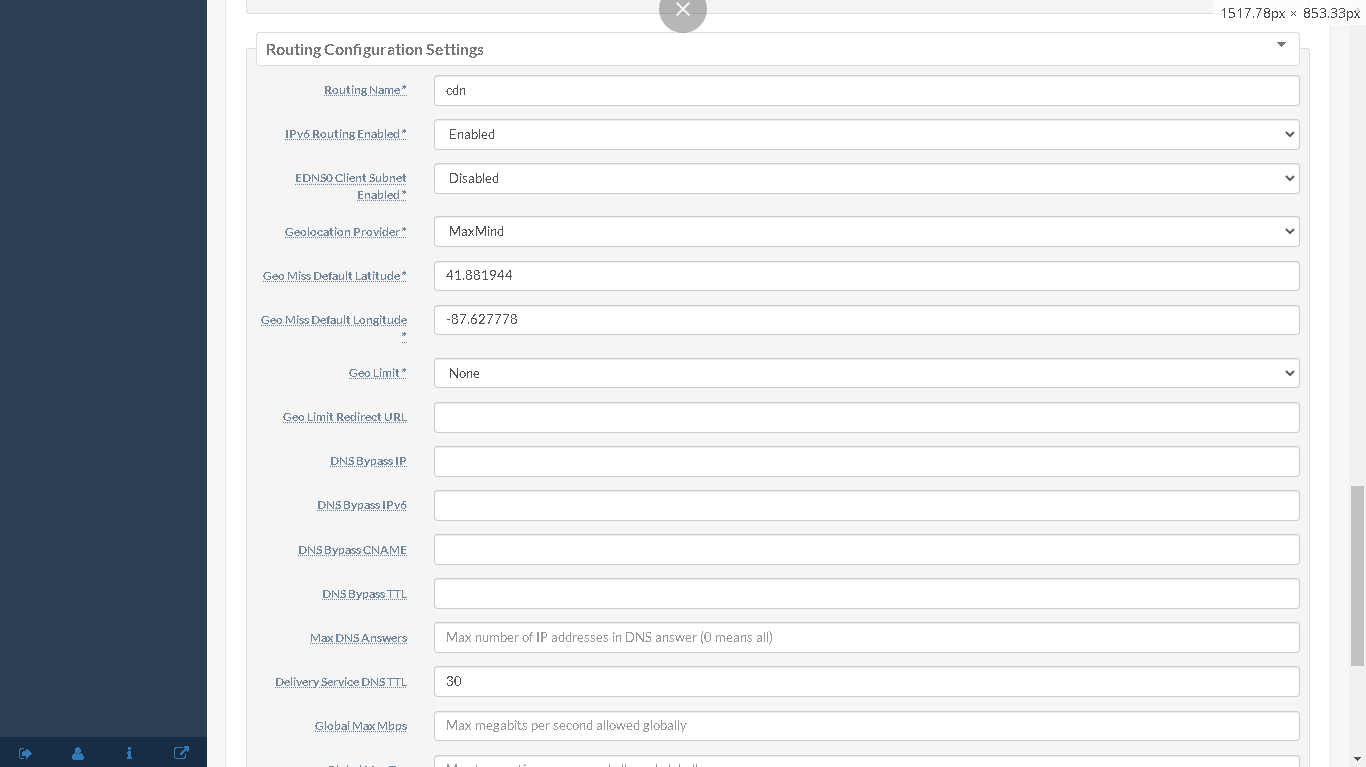 1517.78px × 853.33px
Routing Configuration Settings
Routing Name *
cdn
IPv6 Routing Enabled *
Enabled
EDNS0 Client Subnet
Enabled *
Disabled
Geolocation Provider *
MaxMind
Geo Miss Default Latitude *
41.881944
Geo Miss Default Longitude
*
-87.627778
Geo Limit *
None
Geo Limit Redirect URL
DNS Bypass IP
DNS Bypass IPv6
DNS Bypass CNAME
DNS Bypass TTL
Max DNS Answers
Max number of IP addresses in DNS answer (0 means all)
Delivery Service DNS TTL
30
Global Max Mbps
Max megabits per second allowed globally